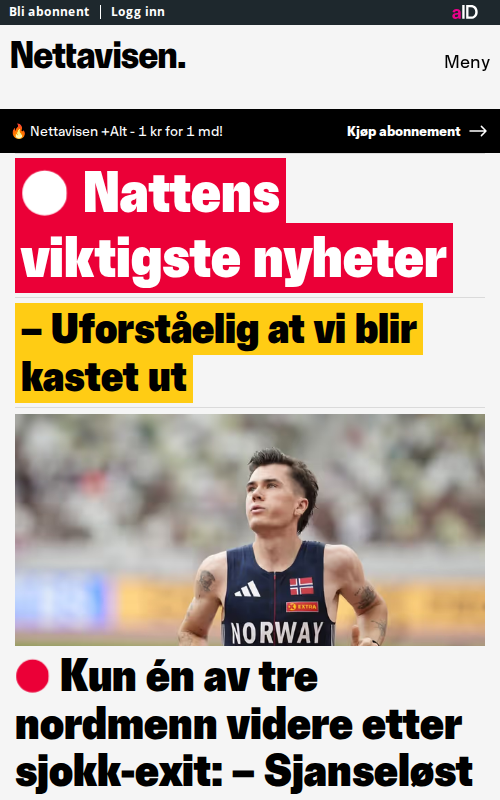 Bli abonnent | Logg inn
aID
Nettavisen.
Meny
🔥 Nettavisen +Alt - 1 kr for 1 md!
Kjøp abonnement →
Nattens
viktigste nyheter
– Uforståelig at vi blir
kastet ut
EXTRA
NORWAY
Kun én av tre
nordmenn videre etter
sjokk-exit: – Sjanseløst